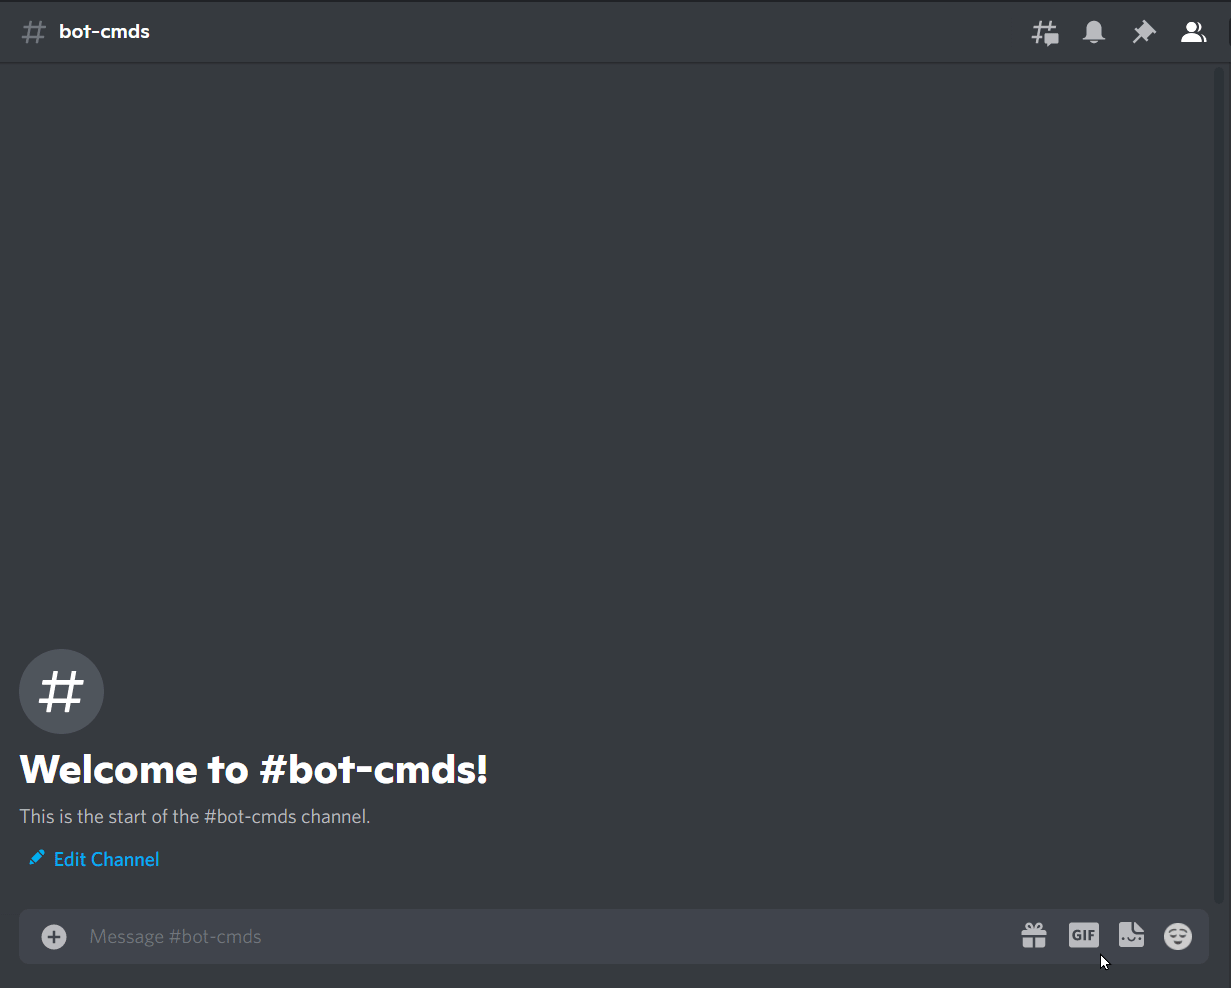 bot-cmds
Welcome to #bot-cmds!
This is the start of the #bot-cmds channel.
Edit Channel
Message #bot-cmds
GIF